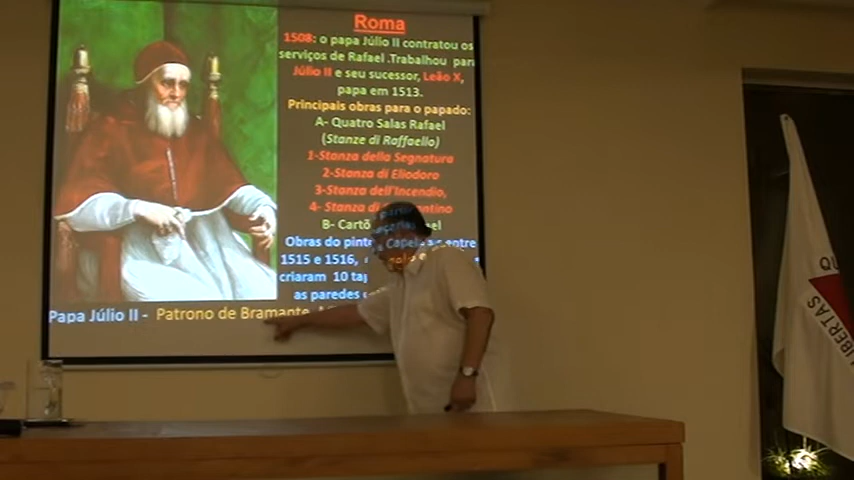 Roma
1508: o papa Júlio II contratou os
serviços de Rafael .Trabalhou para
Júlio II e seu sucessor, Leão X,
papa em 1513.
Principais obras para o papado:
A- Quatro Salas Rafael
(Stanze di Raffaello)
1-Stanza della Segnatura
2-Stanza di Eliodoro
3-Stanza dell'Incendio,
4- Stanza di
B- Cartõ
Obras do
entre
1515 e 1516,
criaram 10
as paredes
Papa Júlio II - Patrono de Bramante,
LIBERTAS
QU